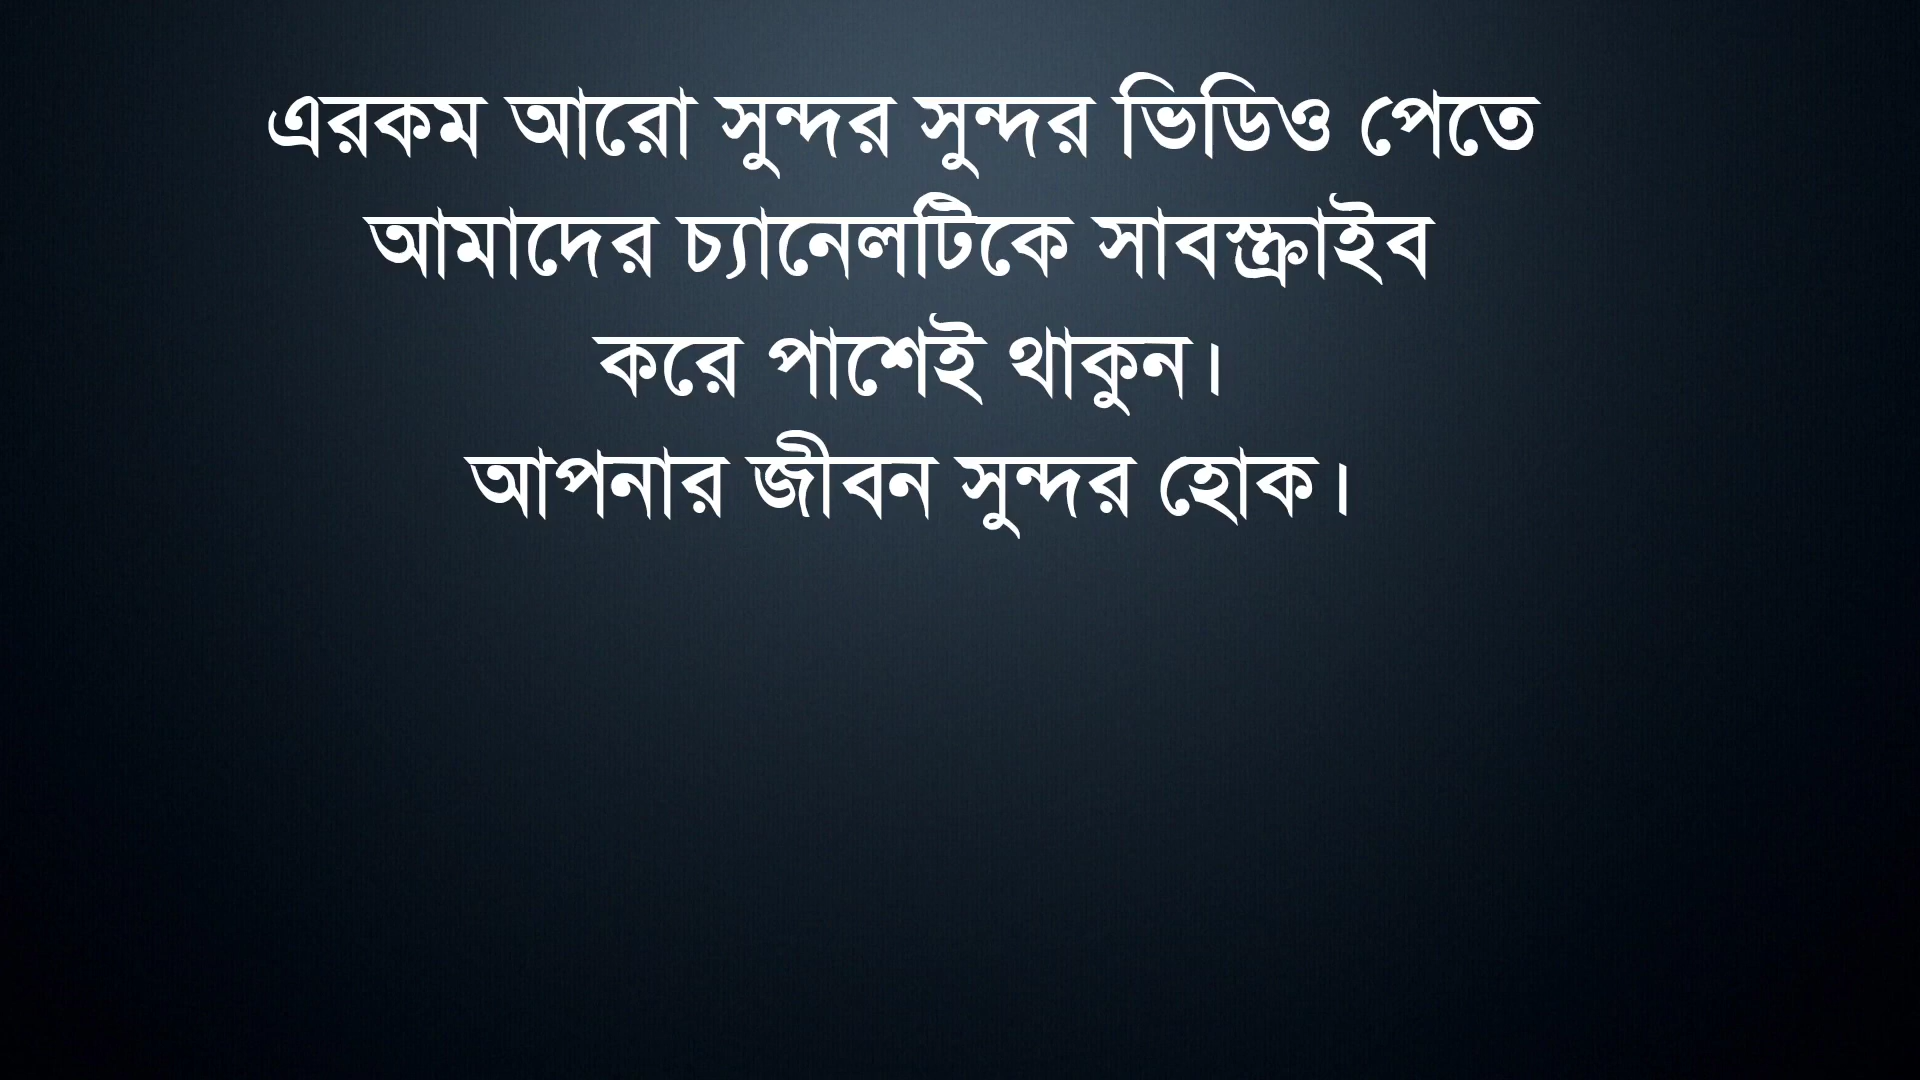 এরকম আরো সুন্দর সুন্দর ভিডিও পেতে
আমাদের চ্যানেলটিকে সাবস্ক্রাইব
করে পাশেই থাকুন।
আপনার জীবন সুন্দর হোক।